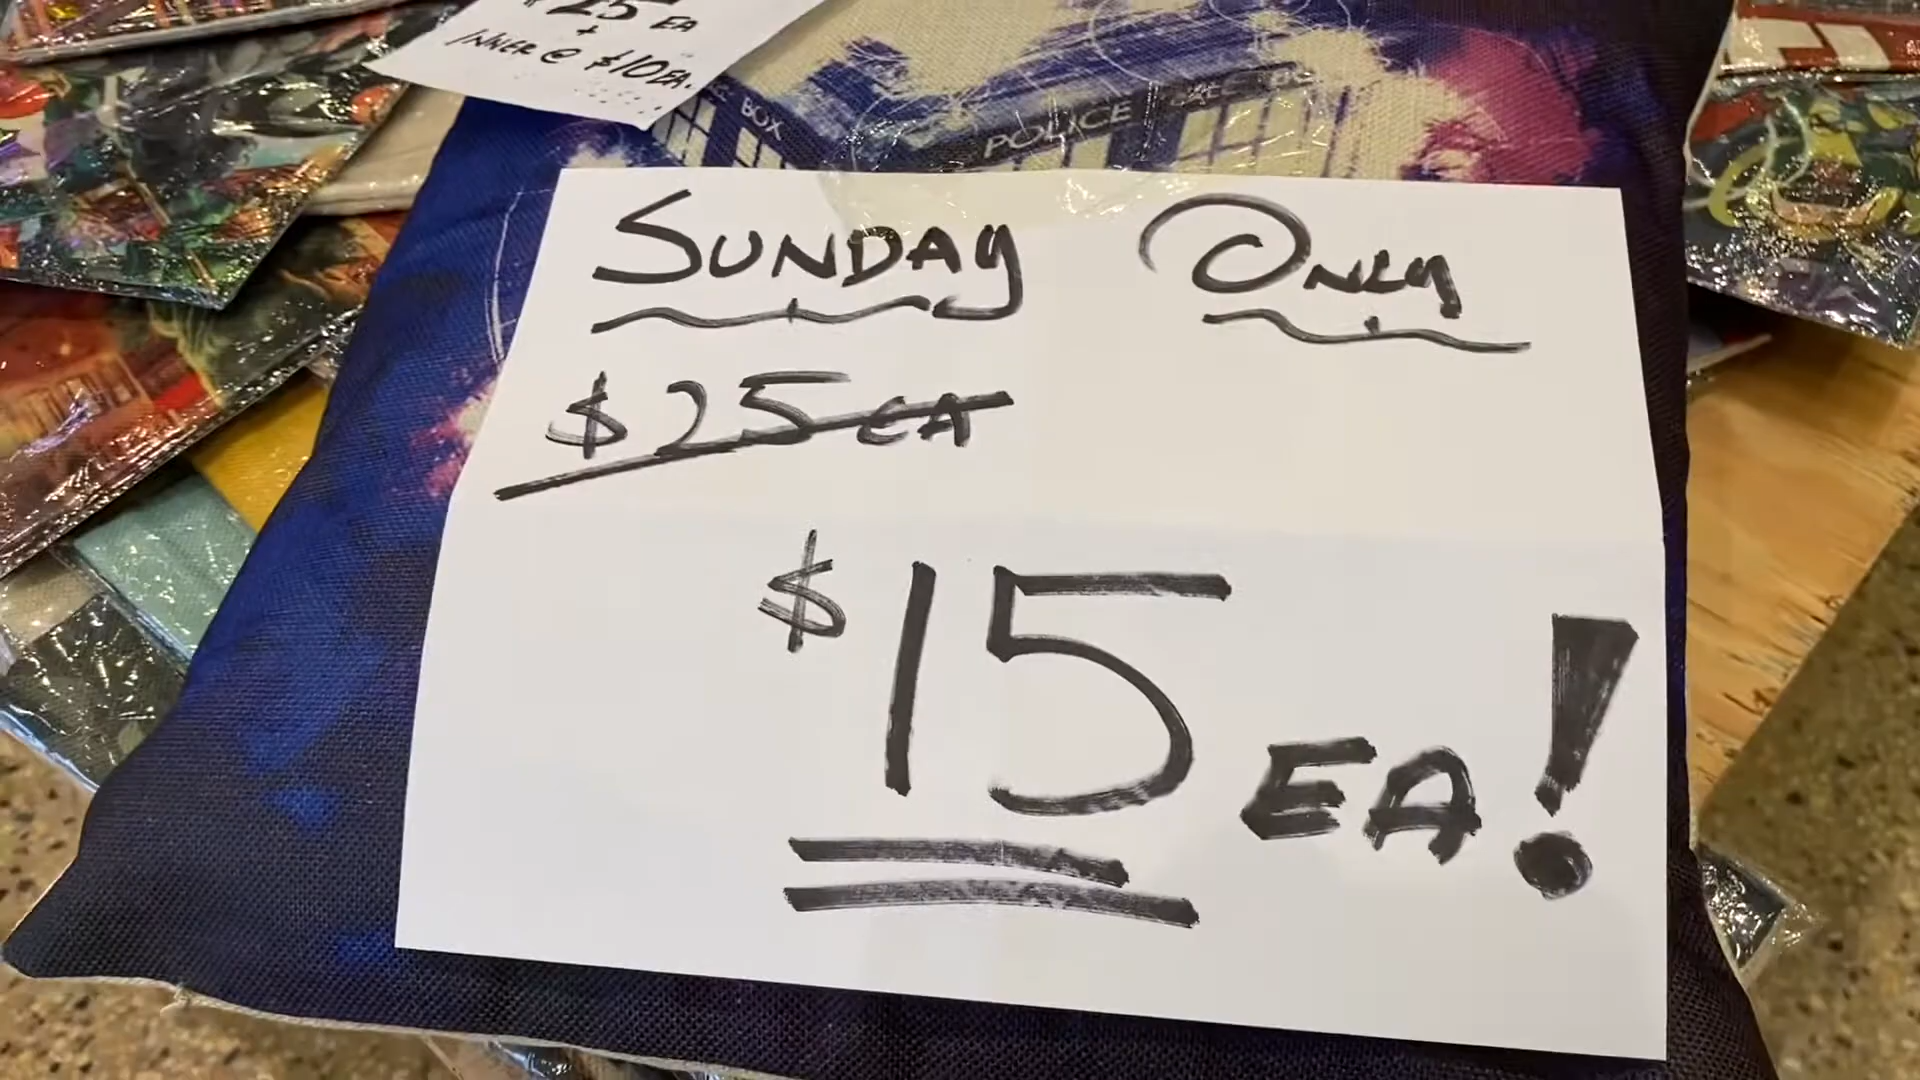 $25 EA
+
INNER @ $10 EA.
BOX
POLICE
SUNDAY ONLY
$25 EA
$15 EA!